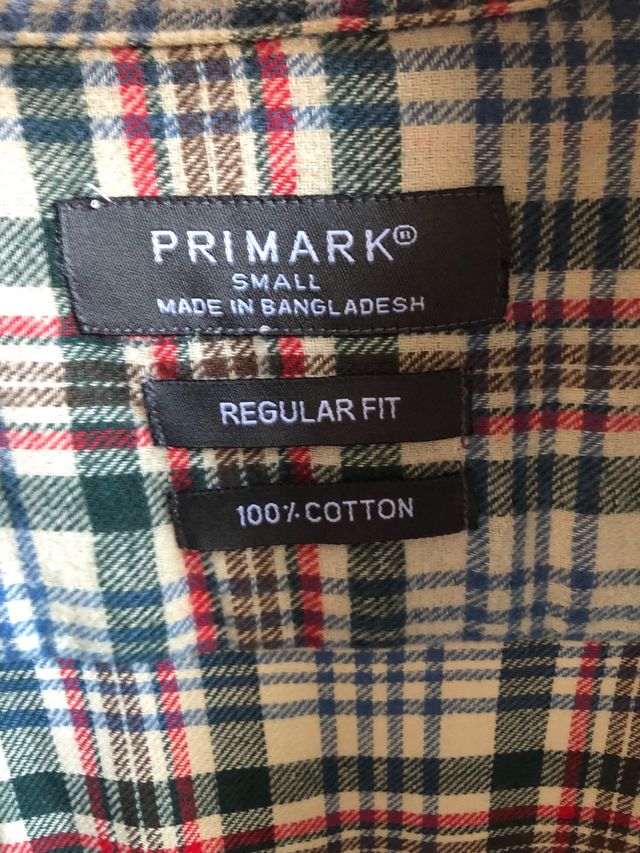 PRIMARK®
SMALL
MADE IN BANGLADESH
REGULAR FIT
100% COTTON